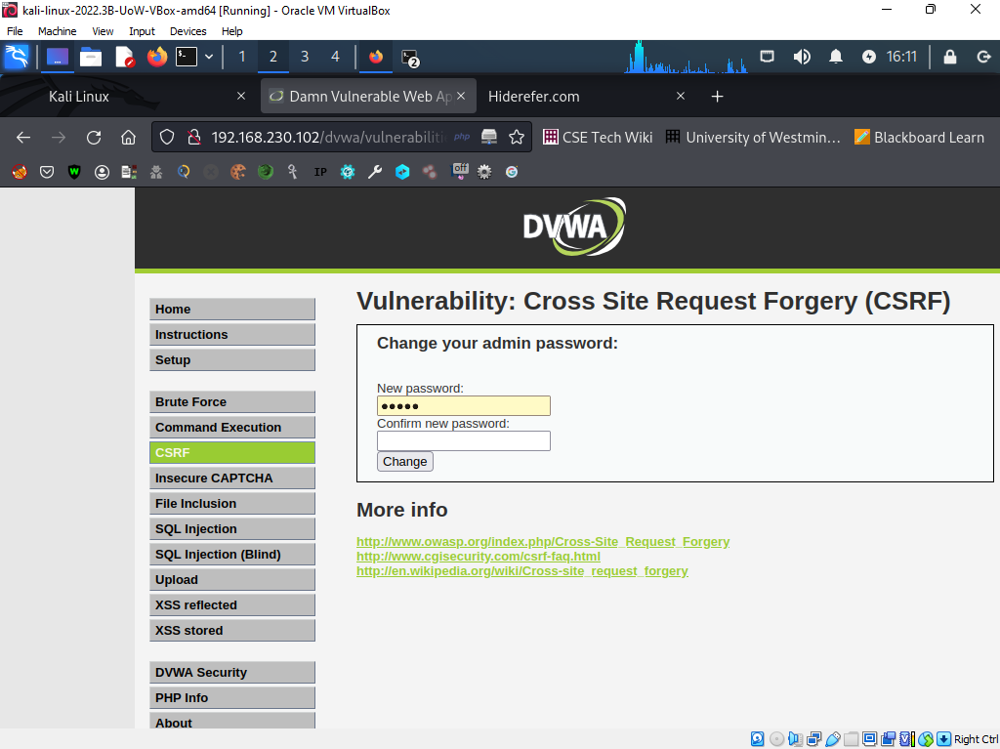 kali-linux-2022.3B-UoW-VBox-amd64 [Running] - Oracle VM VirtualBox
File Machine View Input Devices Help
1 2 3 4 2 16:11
Kali Linux Damn Vulnerable Web Ap Hiderefer.com
192.168.230.102/dvwa/vulnerabilitie php CSE Tech Wiki University of Westmin… Blackboard Learn
W IP off G
DVWA
Home
Instructions
Setup
Brute Force
Command Execution
CSRF
Insecure CAPTCHA
File Inclusion
SQL Injection
SQL Injection (Blind)
Upload
XSS reflected
XSS stored
DVWA Security
PHP Info
About
Vulnerability: Cross Site Request Forgery (CSRF)
Change your admin password:
New password:
●●●●●
Confirm new password:
Change
More info
http://www.owasp.org/index.php/Cross-Site_Request_Forgery
http://www.cgisecurity.com/csrf-faq.html
http://en.wikipedia.org/wiki/Cross-site_request_forgery
Right Ctrl